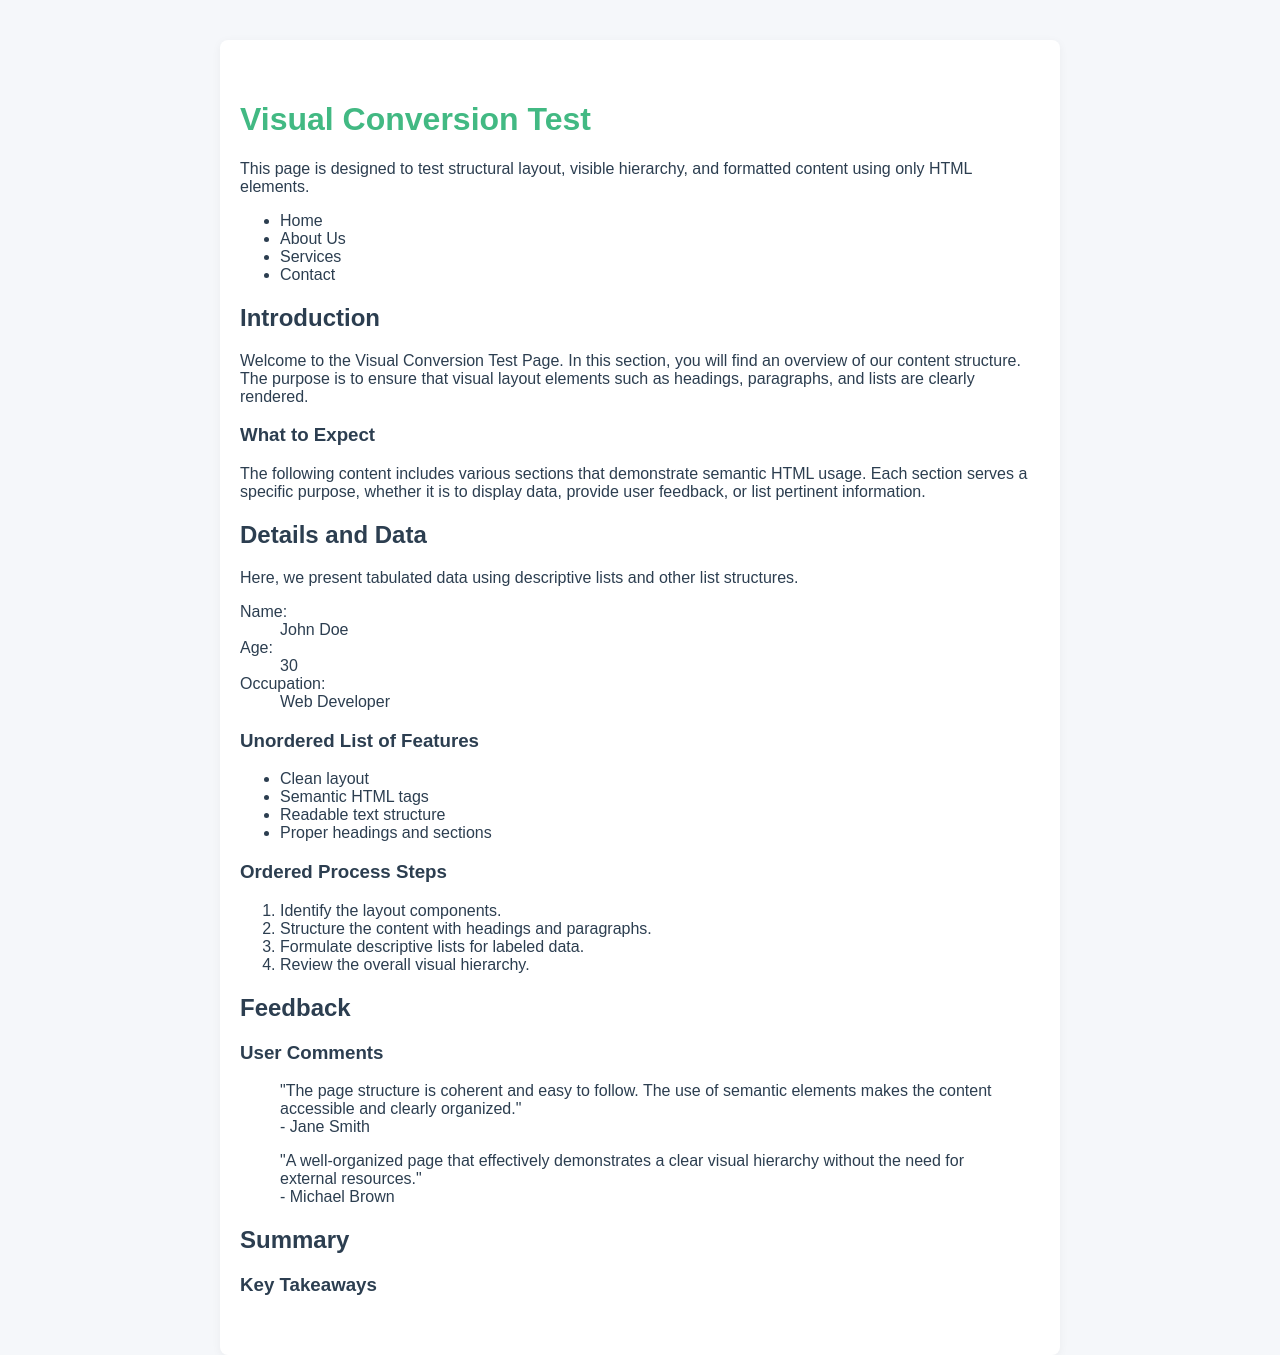 Visual Conversion Test
This page is designed to test structural layout, visible hierarchy, and formatted content using only HTML
elements.
• Home
• About Us
• Services
• Contact
Introduction
Welcome to the Visual Conversion Test Page. In this section, you will find an overview of our content structure.
The purpose is to ensure that visual layout elements such as headings, paragraphs, and lists are clearly
rendered.
What to Expect
The following content includes various sections that demonstrate semantic HTML usage. Each section serves a
specific purpose, whether it is to display data, provide user feedback, or list pertinent information.
Details and Data
Here, we present tabulated data using descriptive lists and other list structures.
Name:
John Doe
Age:
30
Occupation:
Web Developer
Unordered List of Features
• Clean layout
• Semantic HTML tags
• Readable text structure
• Proper headings and sections
Ordered Process Steps
1. Identify the layout components.
2. Structure the content with headings and paragraphs.
3. Formulate descriptive lists for labeled data.
4. Review the overall visual hierarchy.
Feedback
User Comments
"The page structure is coherent and easy to follow. The use of semantic elements makes the content
accessible and clearly organized."
- Jane Smith
"A well-organized page that effectively demonstrates a clear visual hierarchy without the need for
external resources."
- Michael Brown
Summary
Key Takeaways